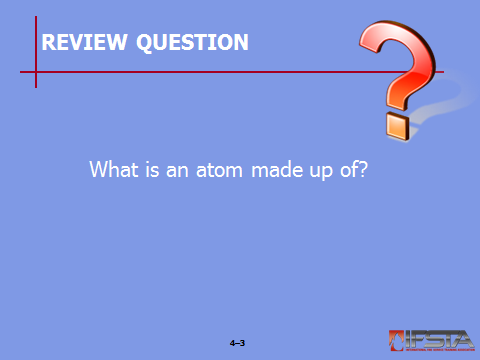 REVIEW QUESTION
What is an atom made up of?
4–3
IFSTA